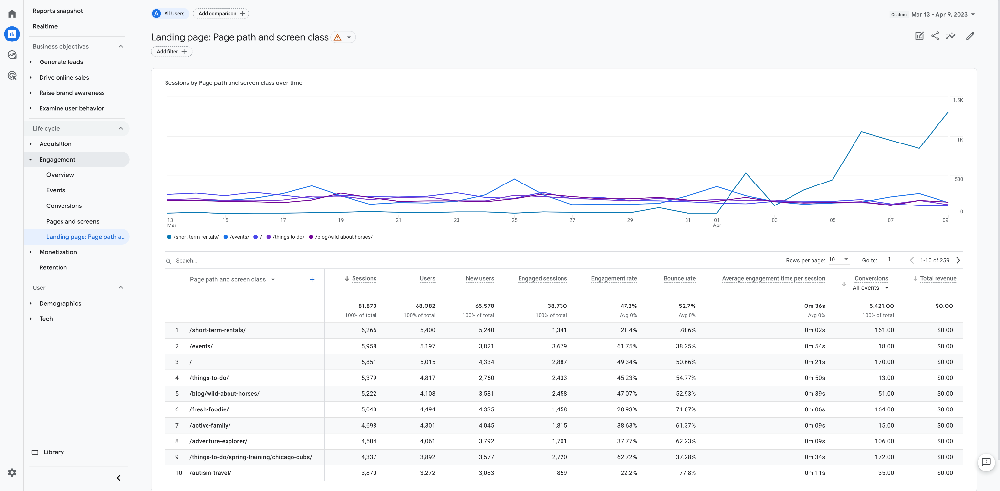 Reports snapshot
Realtime
Business objectives
Generate leads
Drive online sales
Raise brand awareness
Examine user behavior
Life cycle
Acquisition
Engagement
Overview
Events
Conversions
Pages and screens
Landing page: Page path a...
Monetization
Retention
User
Demographics
Tech
Library
A All Users Add comparison
Custom Mar 13 - Apr 9, 2023
Landing page: Page path and screen class
Add filter
Sessions by Page path and screen class over time
1.5K
1K
500
0
13 15 17 19 21 23 25 27 29 31 01 03 05 07 09
Mar Apr
/short-term-rentals/ /events/ / /things-to-do/ /blog/wild-about-horses/
Search... Rows per page: 10 Go to: 1 1-10 of 259
Page path and screen class Sessions Users New users Engaged sessions Engagement rate Bounce rate Average engagement time per session Conversions Total revenue
All events
81,873 68,082 65,578 38,730 47.3% 52.7% 0m 36s 5,421.00 $0.00
100% of total 100% of total 100% of total 100% of total Avg 0% Avg 0% Avg 0% 100% of total
1 /short-term-rentals/ 6,265 5,400 5,240 1,341 21.4% 78.6% 0m 02s 161.00 $0.00
2 /events/ 5,958 5,197 3,821 3,679 61.75% 38.25% 0m 54s 18.00 $0.00
3 / 5,851 5,015 4,334 2,887 49.34% 50.66% 0m 21s 170.00 $0.00
4 /things-to-do/ 5,379 4,817 2,760 2,433 45.23% 54.77% 0m 50s 13.00 $0.00
5 /blog/wild-about-horses/ 5,222 4,108 3,581 2,458 47.07% 52.93% 0m 39s 51.00 $0.00
6 /fresh-foodie/ 5,040 4,494 4,335 1,458 28.93% 71.07% 0m 06s 164.00 $0.00
7 /active-family/ 4,698 4,301 4,045 1,815 38.63% 61.37% 0m 09s 15.00 $0.00
8 /adventure-explorer/ 4,504 4,061 3,792 1,701 37.77% 62.23% 0m 09s 106.00 $0.00
9 /things-to-do/spring-training/chicago-cubs/ 4,337 3,892 3,577 2,720 62.72% 37.28% 0m 34s 172.00 $0.00
10 /autism-travel/ 3,870 3,272 3,083 859 22.2% 77.8% 0m 11s 35.00 $0.00